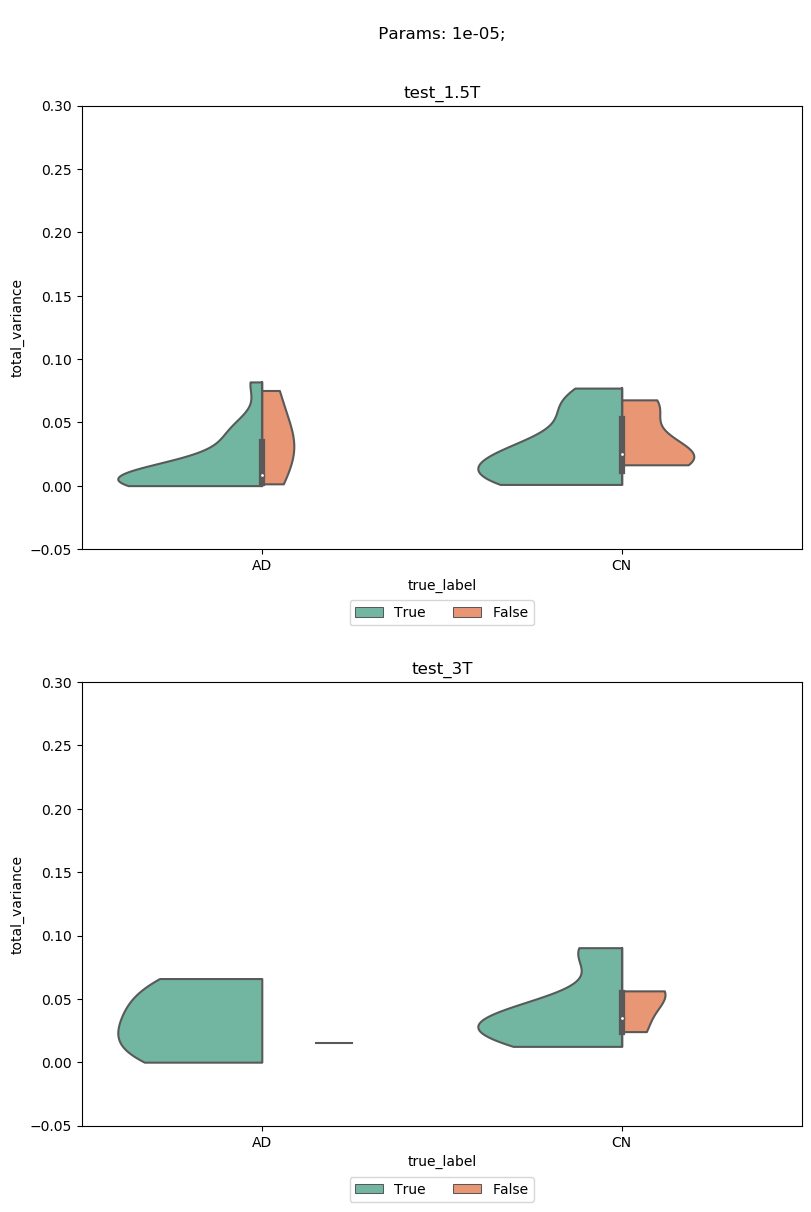 Params: 1e-05;
test_1.5T
0.30
0.25
0.20
0.15
0.10
0.05
0.00
−0.05
total_variance
AD CN
true_label
True False
test_3T
0.30
0.25
0.20
0.15
0.10
0.05
0.00
−0.05
total_variance
AD CN
true_label
True False